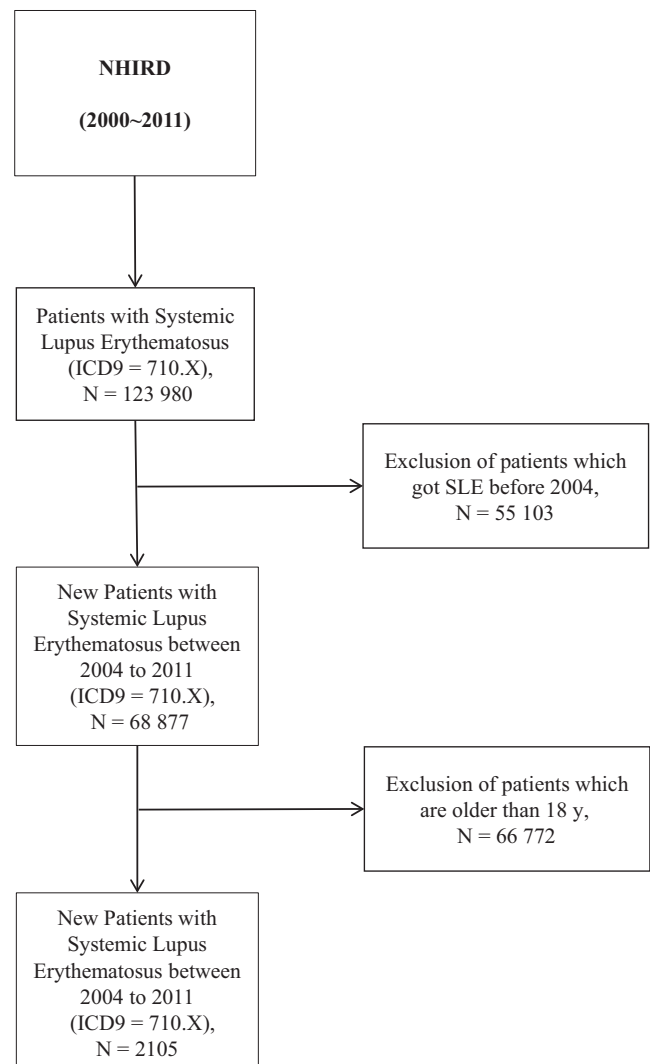 NHIRD
(2000~2011)
Patients with Systemic
Lupus Erythematosus
(ICD9 = 710.X),
N = 123 980
Exclusion of patients which
got SLE before 2004,
N = 55 103
New Patients with
Systemic Lupus
Erythematosus between
2004 to 2011
(ICD9 = 710.X),
N = 68 877
Exclusion of patients which
are older than 18 y,
N = 66 772
New Patients with
Systemic Lupus
Erythematosus between
2004 to 2011
(ICD9 = 710.X),
N = 2105